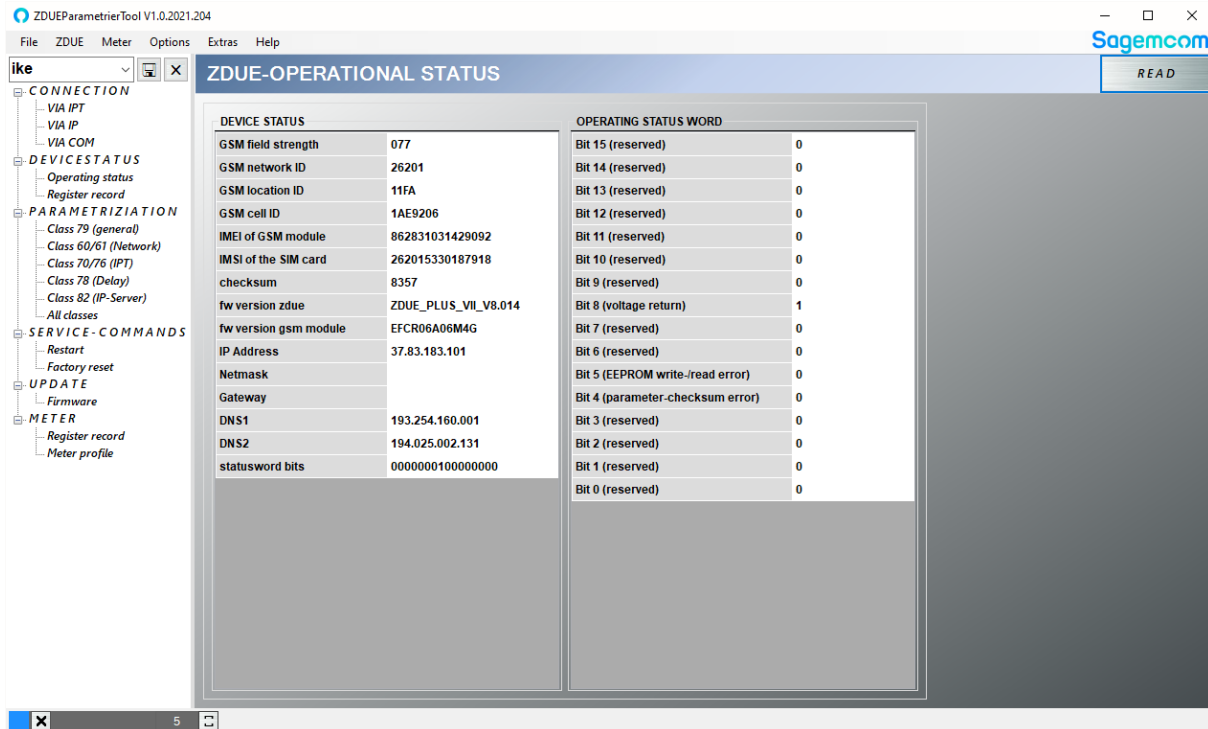 ZDUEParametrierTool V1.0.2021.204
File ZDUE Meter Options Extras Help
Sagemcom
ike
ZDUE-OPERATIONAL STATUS
READ
CONNECTION
VIA IPT
VIA IP
VIA COM
DEVICESTATUS
Operating status
Register record
PARAMETRIZIATION
Class 79 (general)
Class 60/61 (Network)
Class 70/76 (IPT)
Class 78 (Delay)
Class 82 (IP-Server)
All classes
SERVICE-COMMANDS
Restart
Factory reset
UPDATE
Firmware
METER
Register record
Meter profile
DEVICE STATUS
GSM field strength 077
GSM network ID 26201
GSM location ID 11FA
GSM cell ID 1AE9206
IMEI of GSM module 862831031429092
IMSI of the SIM card 262015330187918
checksum 8357
fw version zdue ZDUE_PLUS_VII_V8.014
fw version gsm module EFCR06A06M4G
IP Address 37.83.183.101
Netmask
Gateway
DNS1 193.254.160.001
DNS2 194.025.002.131
statusword bits 0000000100000000
OPERATING STATUS WORD
Bit 15 (reserved) 0
Bit 14 (reserved) 0
Bit 13 (reserved) 0
Bit 12 (reserved) 0
Bit 11 (reserved) 0
Bit 10 (reserved) 0
Bit 9 (reserved) 0
Bit 8 (voltage return) 1
Bit 7 (reserved) 0
Bit 6 (reserved) 0
Bit 5 (EEPROM write-/read error) 0
Bit 4 (parameter-checksum error) 0
Bit 3 (reserved) 0
Bit 2 (reserved) 0
Bit 1 (reserved) 0
Bit 0 (reserved) 0
5